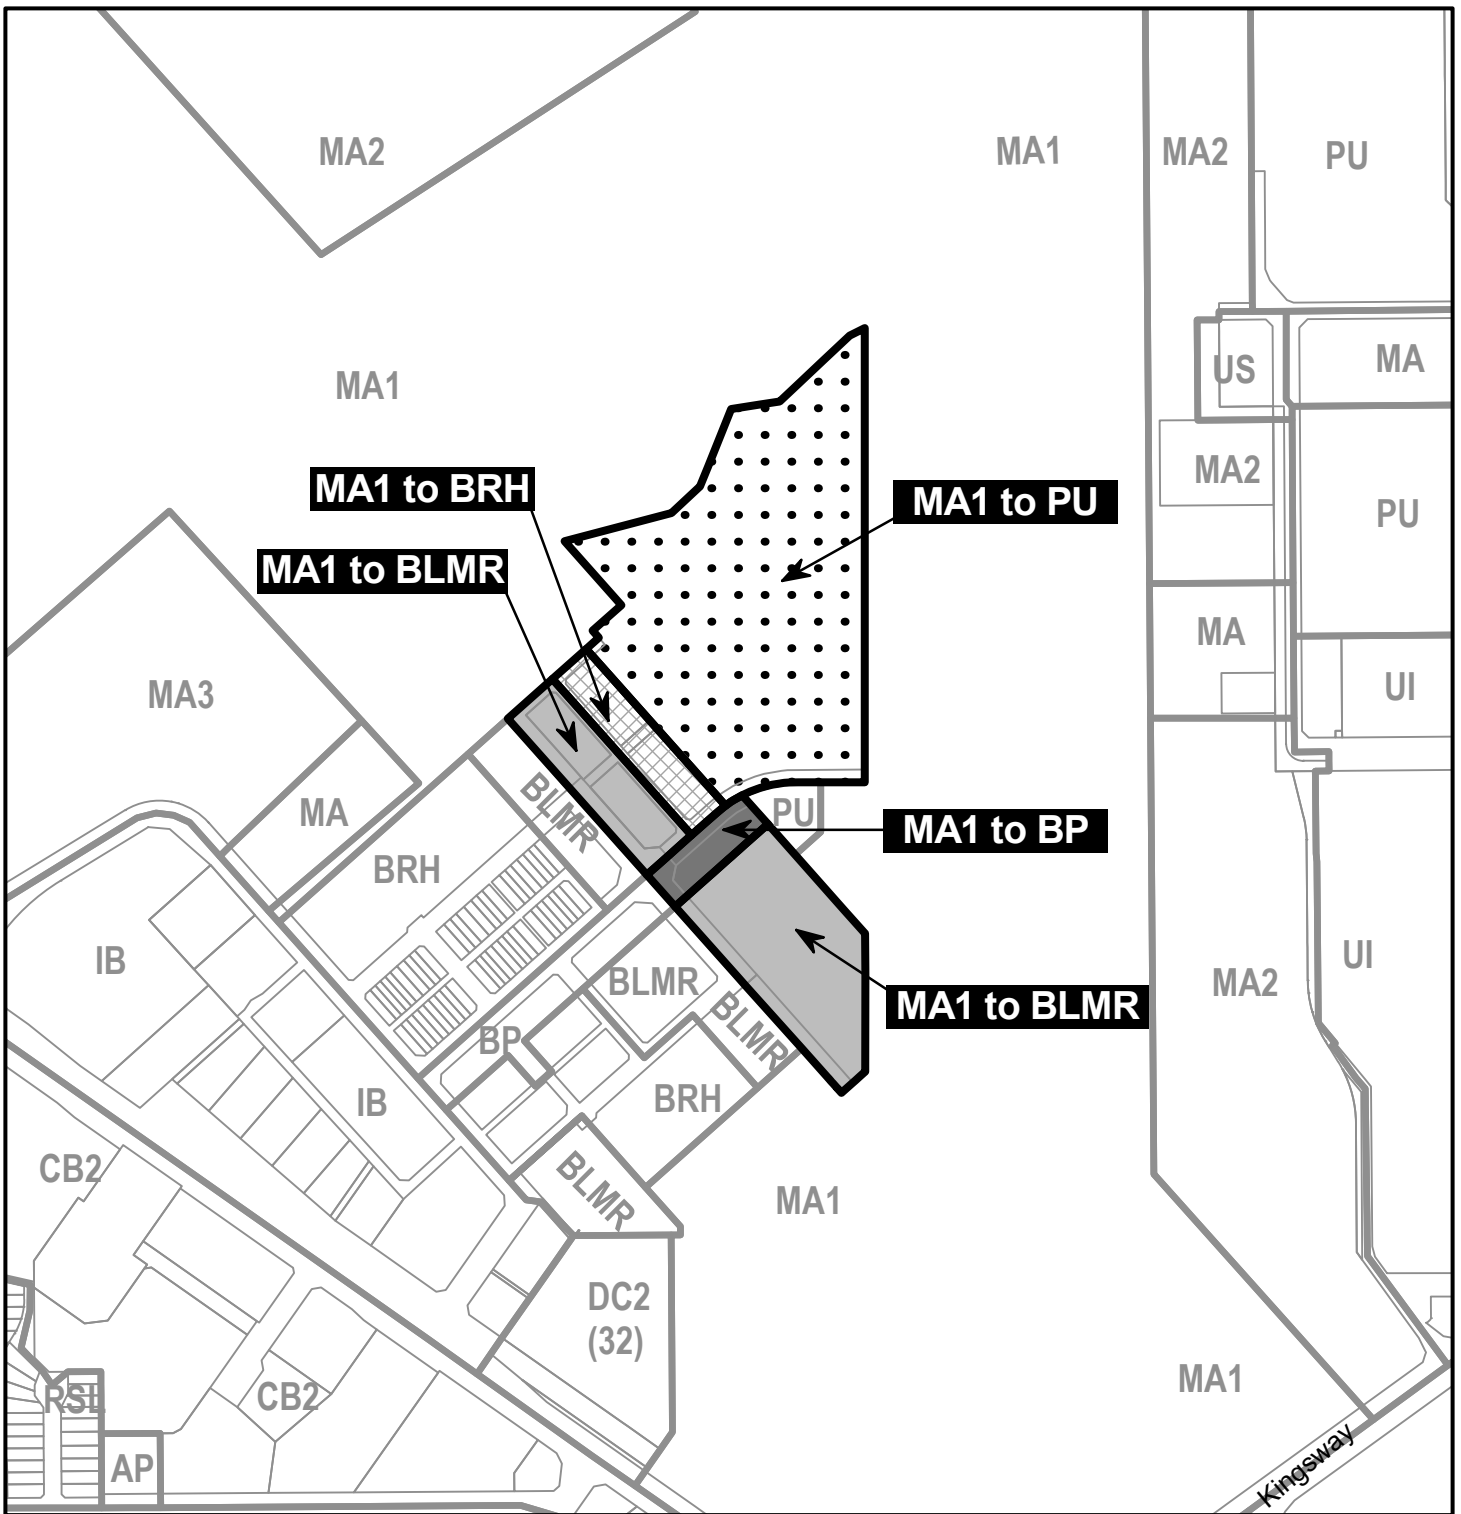 MA2
MA1
MA2
PU
MA1
US
MA
MA1 to BRH
MA2
MA1 to PU
PU
MA1 to BLMR
MA
MA3
UI
MA
BLMR
PU
MA1 to BP
BRH
IB
UI
BLMR
MA2
MA1 to BLMR
BLMR
BP
BRH
IB
CB2
BLMR
MA1
DC2
(32)
MA1
RSL
CB2
AP
Kingsway